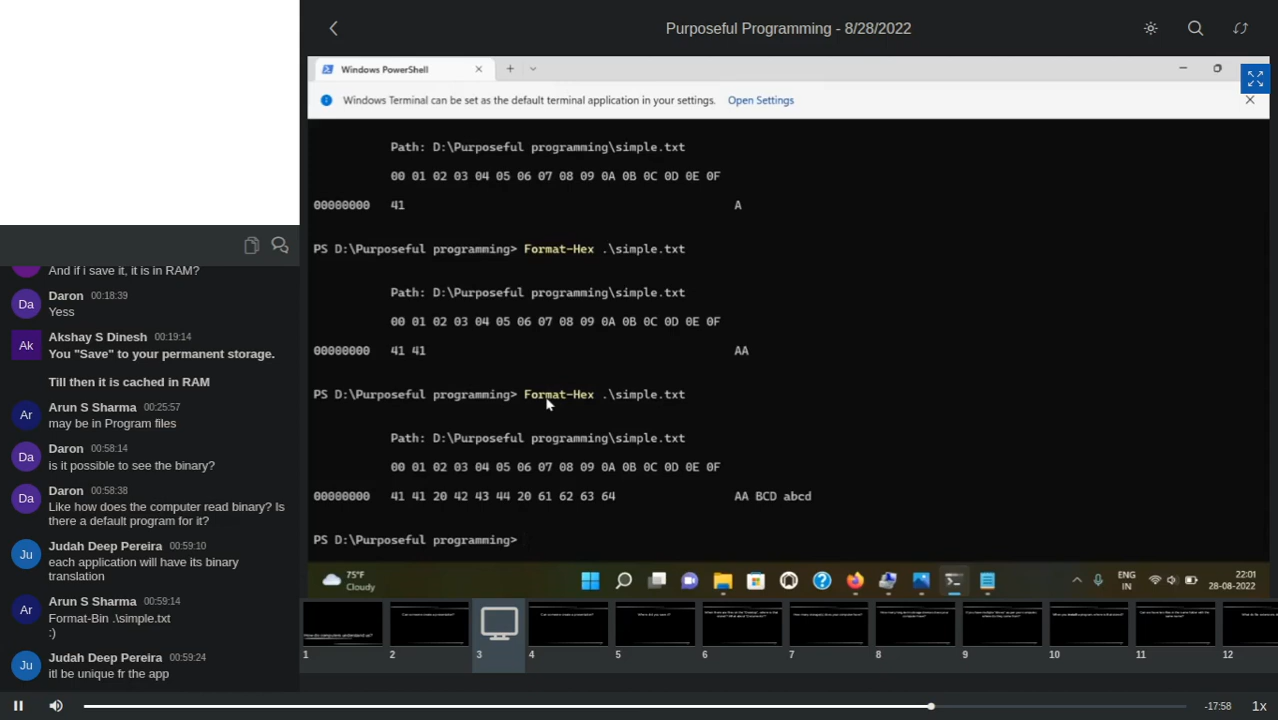 Purposeful Programming - 8/28/2022
Windows PowerShell
Windows Terminal can be set as the default terminal application in your settings. Open Settings
Path: D:\Purposeful programming\simple.txt
00 01 02 03 04 05 06 07 08 09 0A 0B 0C 0D 0E 0F
00000000 41 A
PS D:\Purposeful programming> Format-Hex .\simple.txt
Path: D:\Purposeful programming\simple.txt
00 01 02 03 04 05 06 07 08 09 0A 0B 0C 0D 0E 0F
00000000 41 41 AA
PS D:\Purposeful programming> Format-Hex .\simple.txt
Path: D:\Purposeful programming\simple.txt
00 01 02 03 04 05 06 07 08 09 0A 0B 0C 0D 0E 0F
00000000 41 41 20 42 43 44 20 61 62 63 64 AA BCD abcd
PS D:\Purposeful programming>
75°F
Cloudy
ENG
IN
22:01
28-08-2022
And if i save it, it is in RAM?
Da Daron 00:18:39
Yess
Ak Akshay S Dinesh 00:19:14
You "Save" to your permanent storage.
Till then it is cached in RAM
Ar Arun S Sharma 00:25:57
may be in Program files
Da Daron 00:58:14
is it possible to see the binary?
Da Daron 00:58:38
Like how does the computer read binary? Is
there a default program for it?
Ju Judah Deep Pereira 00:59:10
each application will have its binary
translation
Ar Arun S Sharma 00:59:14
Format-Bin .\simple.txt
:)
Ju Judah Deep Pereira 00:59:24
itl be unique fr the app
How do computers understand us?
1 2 3 4 5 6 7 8 9 10 11 12
-17:58 1x